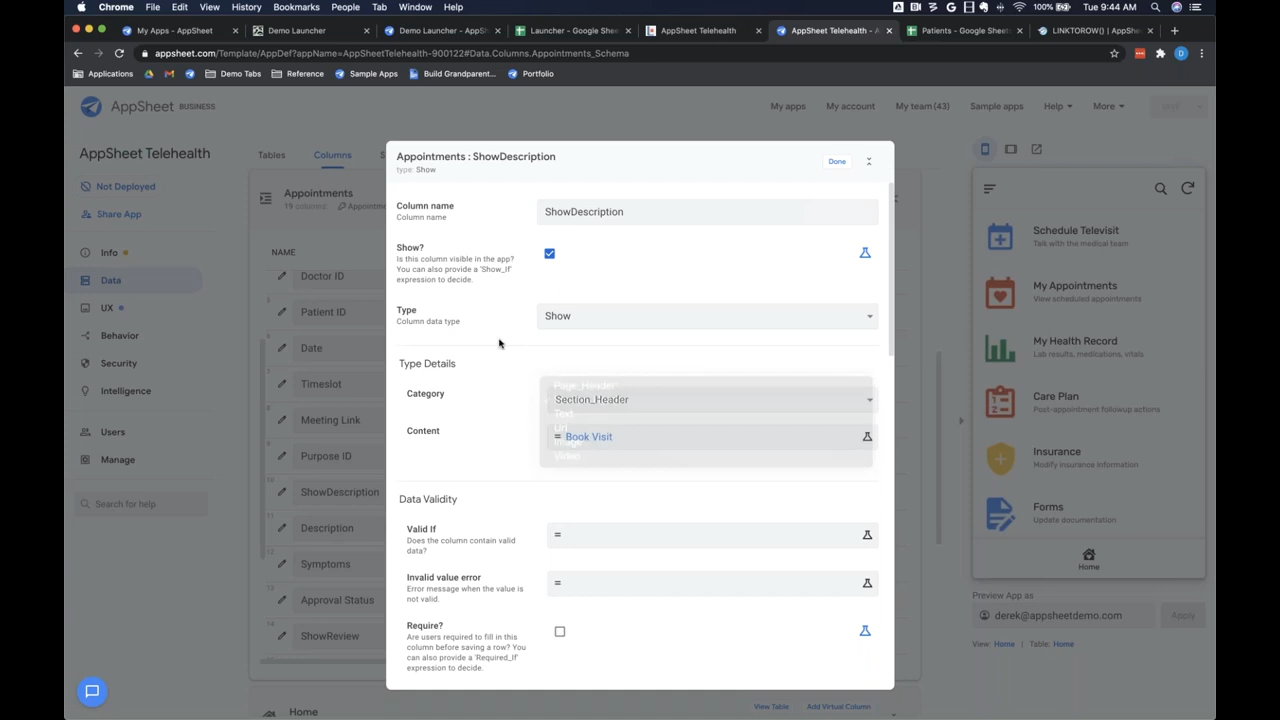 Chrome File Edit View History Bookmarks People Tab Window Help
100% Tue 9:44 AM
My Apps - AppSheet
Demo Launcher
Demo Launcher - AppSh
Launcher - Google Shee
AppSheet Telehealth
AppSheet Telehealth - A
Patients - Google Sheet
LINKTOROW() | AppShe
appsheet.com/Template/AppDef?appName=AppSheetTelehealth-900122#Data.Columns.Appointments_Schema
Applications
Demo Tabs
Reference
Sample Apps
Build Grandparent...
Portfolio
AppSheet BUSINESS
My apps My account My team (43) Sample apps Help More
AppSheet Telehealth
Not Deployed
Share App
Info
Data
UX
Behavior
Security
Intelligence
Users
Manage
Search for help
Tables Columns S
Appointments
19 columns:
NAME
Doctor ID
Patient ID
Date
Timeslot
Meeting Link
Purpose ID
10 ShowDescription
11 Description
12 Symptoms
13 Approval Status
14 ShowReview
Home
View Table
Add Virtual Column
Appointments : ShowDescription
type: Show
Done
Column name
Column name
ShowDescription
Show?
Is this column visible in the app?
You can also provide a 'Show_If'
expression to decide.
Type
Column data type
Show
Type Details
Category
Page_Header
Section_Header
Text
Url
Image
Video
Content
= Book Visit
Data Validity
Valid If
Does the column contain valid
data?
=
Invalid value error
Error message when the value is
not valid.
=
Require?
Are users required to fill in this
column before saving a row? You
can also provide a 'Required_If'
expression to decide.
Schedule Televisit
Talk with the medical team
My Appointments
View scheduled appointments
My Health Record
Lab results, medications, vitals
Care Plan
Post-appointment followup actions
Insurance
Modify insurance information
Forms
Update documentation
Home
Preview App as
derek@appsheetdemo.com
Apply
View: Home | Table: Home